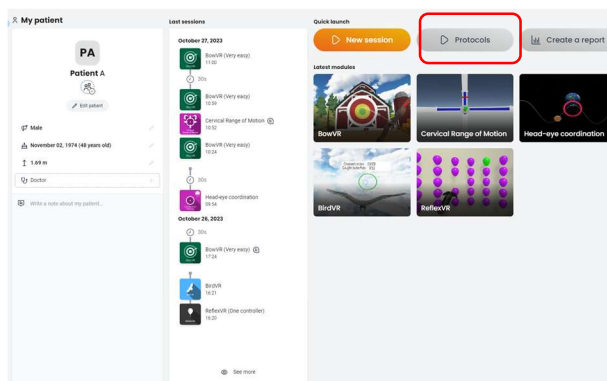 My patient
PA
Patient A
Edit patient
Male
November 02, 1974 (48 years old)
1.69 m
Doctor
Write a note about my patient...
Last sessions
October 27, 2023
BowVR (Very easy)
11:00
30s
BowVR (Very easy)
10:59
Cervical Range of Motion
10:52
BowVR (Very easy)
10:24
30s
Head-eye coordination
09:54
October 26, 2023
30s
BowVR (Very easy)
17:24
BirdVR
16:21
ReflexVR (One controller)
16:20
See more
Quick launch
New session
Protocols
Create a report
Latest modules
BowVR
Cervical Range of Motion
Head-eye coordination
BirdVR
ReflexVR